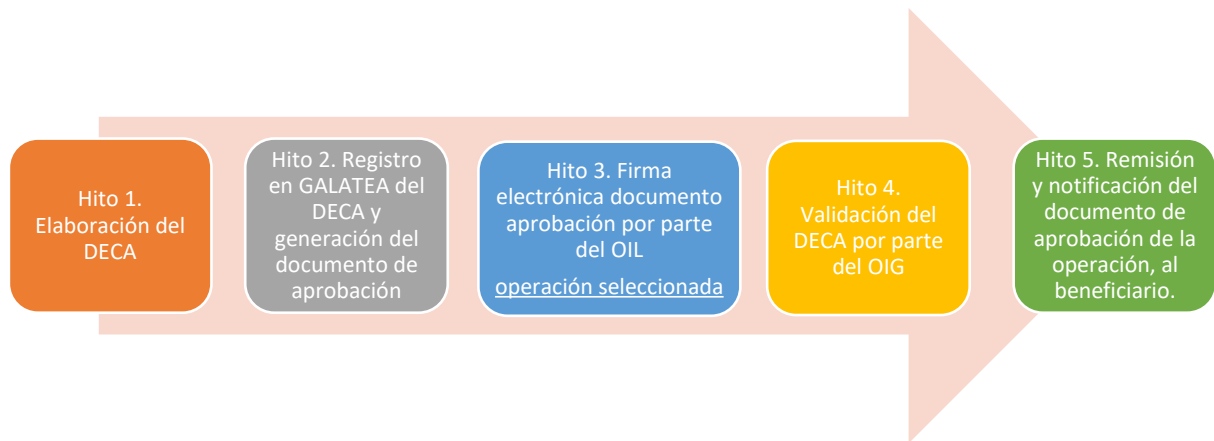 Hito 1.
Elaboración del
DECA
Hito 2. Registro
en GALATEA del
DECA y
generación del
documento de
aprobación
Hito 3. Firma
electrónica documento
aprobación por parte
del OIL
operación seleccionada
Hito 4.
Validación del
DECA por parte
del OIG
Hito 5. Remisión
y notificación del
documento de
aprobación de la
operación, al
beneficiario.